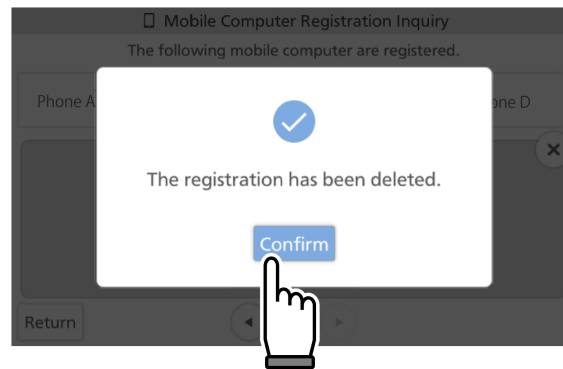 Mobile Computer Registration Inquiry
The following mobile computer are registered.
Phone A
one D
The registration has been deleted.
Confirm
Return